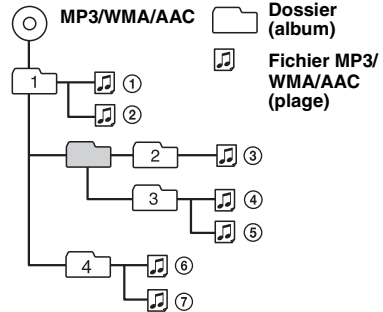 MP3/WMA/AAC
Dossier
(album)
Fichier MP3/
WMA/AAC
(plage)
1
①
②
2
③
3
④
⑤
4
⑥
⑦